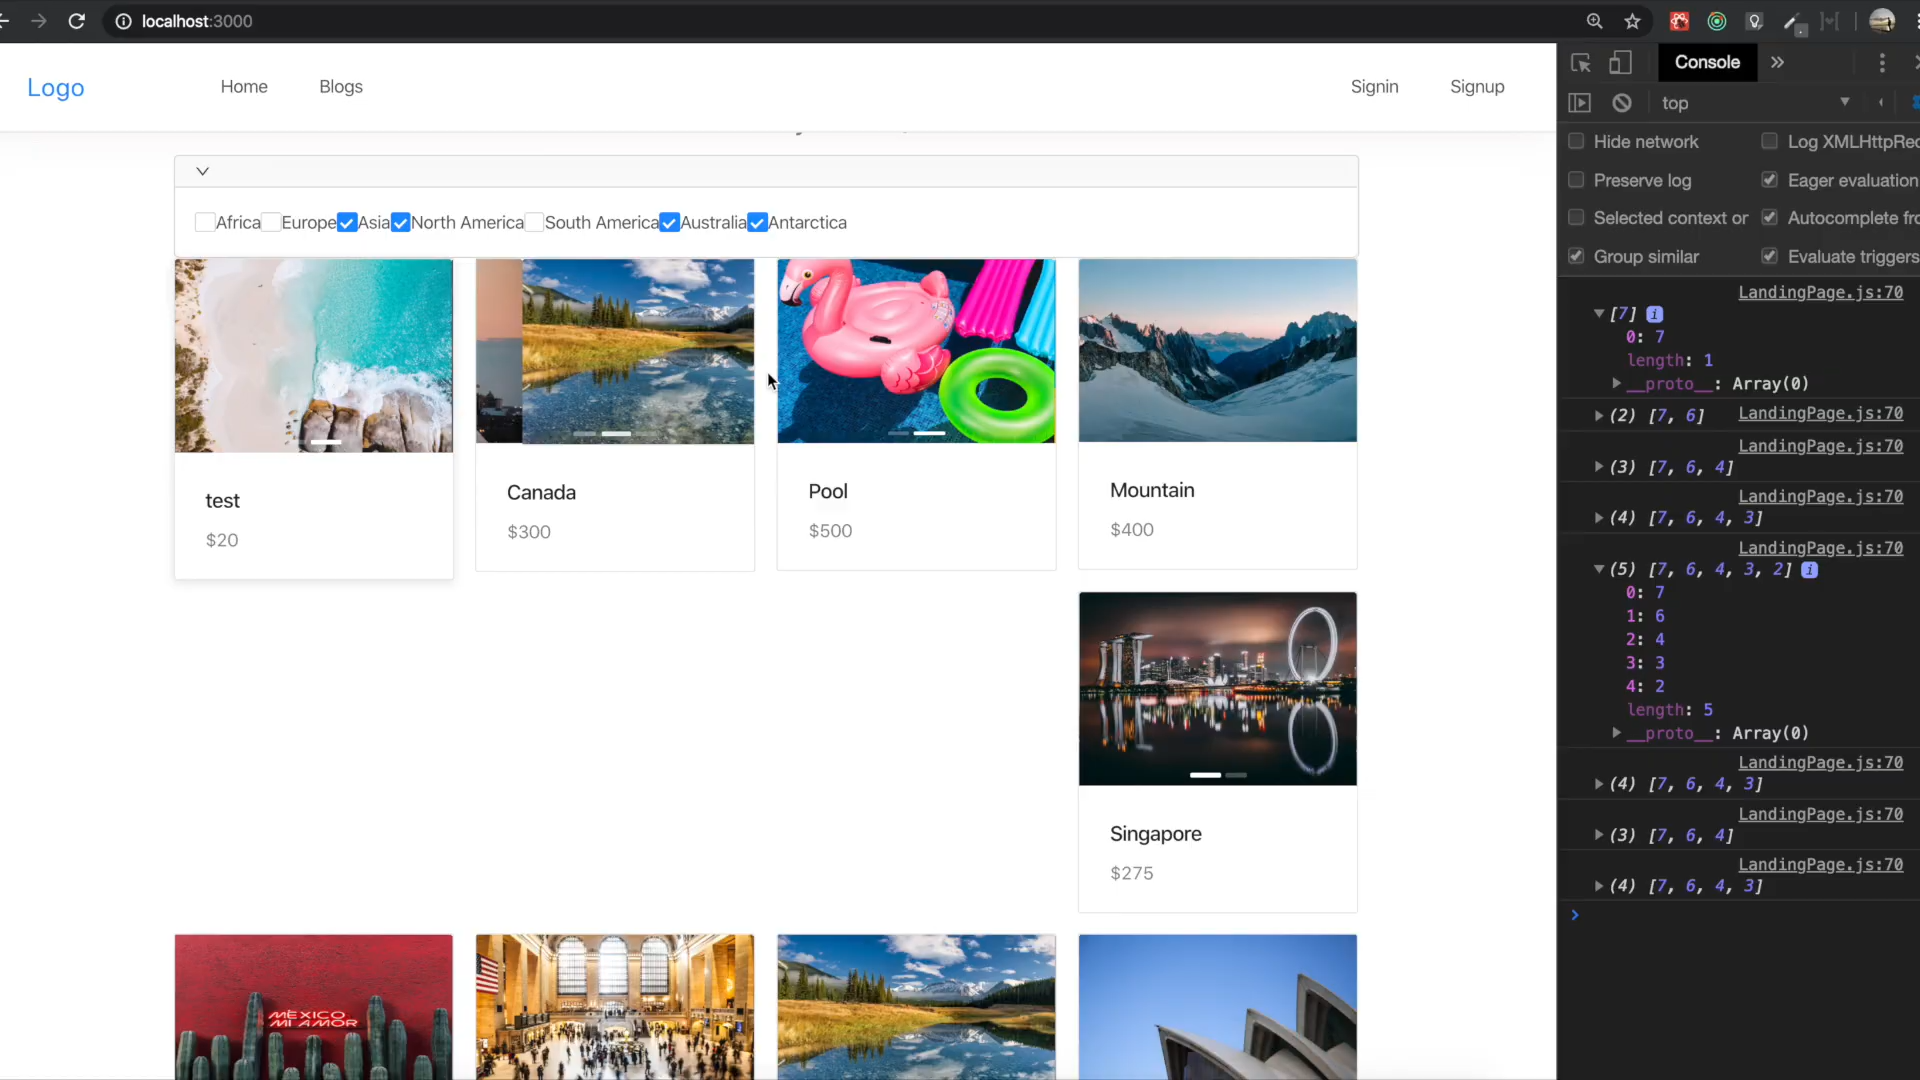 localhost:3000
Logo
Home
Blogs
Signin
Signup
Africa Europe Asia North America South America Australia Antarctica
test
$20
Canada
$300
Pool
$500
Mountain
$400
Singapore
$275
MEXICO
MI AMOR
Console
top
Hide network
Log XMLHttpRec
Preserve log
Eager evaluation
Selected context or
Autocomplete fro
Group similar
Evaluate triggers
LandingPage.js:70
[7] i
0: 7
length: 1
__proto__: Array(0)
(2) [7, 6] LandingPage.js:70
LandingPage.js:70
(3) [7, 6, 4]
LandingPage.js:70
(4) [7, 6, 4, 3]
LandingPage.js:70
(5) [7, 6, 4, 3, 2] i
0: 7
1: 6
2: 4
3: 3
4: 2
length: 5
__proto__: Array(0)
LandingPage.js:70
(4) [7, 6, 4, 3]
LandingPage.js:70
(3) [7, 6, 4]
LandingPage.js:70
(4) [7, 6, 4, 3]